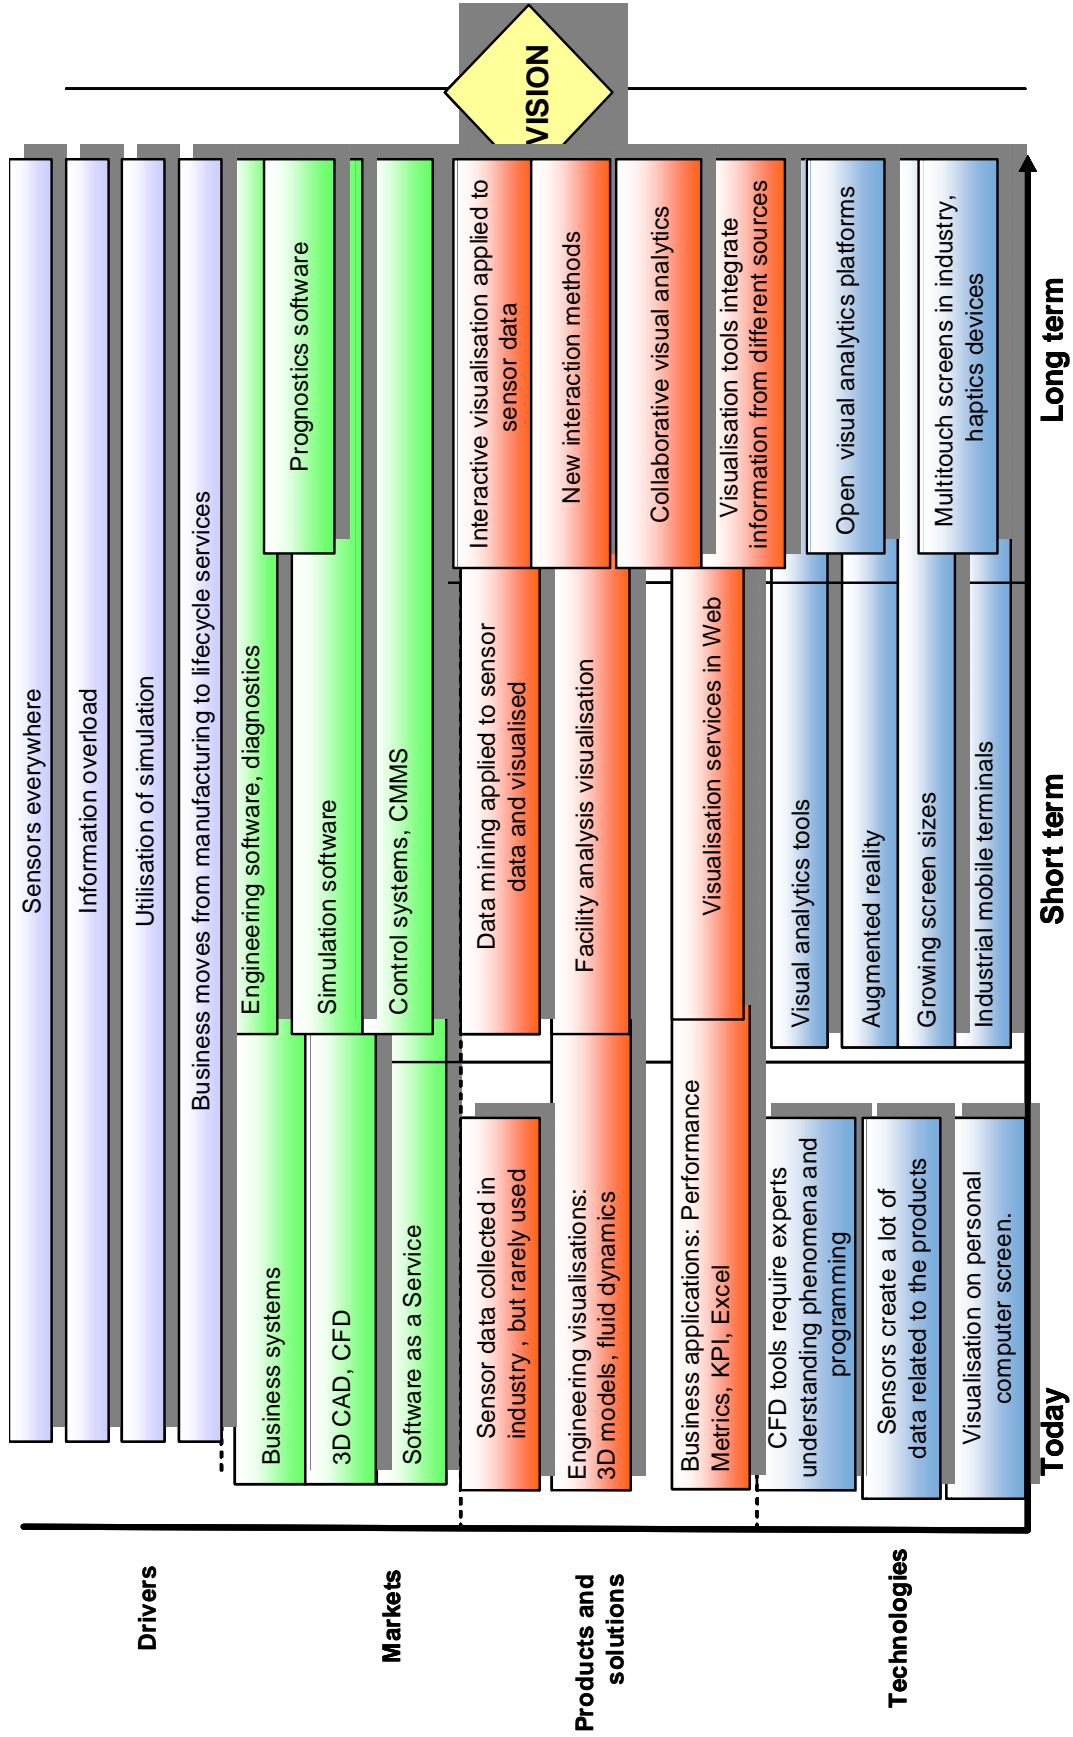 VISION
Drivers
Sensors everywhere
Information overload
Utilisation of simulation
Business moves from manufacturing to lifecycle services
Markets
Business systems
3D CAD, CFD
Software as a Service
Engineering software, diagnostics
Simulation software
Control systems, CMMS
Prognostics software
Products and
solutions
Sensor data collected in
industry , but rarely used
Engineering visualisations:
3D models, fluid dynamics
Business applications: Performance
Metrics, KPI, Excel
Data mining applied to sensor
data and visualised
Facility analysis visualisation
Visualisation services in Web
Interactive visualisation applied to
sensor data
New interaction methods
Collaborative visual analytics
Visualisation tools integrate
information from different sources
Technologies
CFD tools require experts
understanding phenomena and
programming
Sensors create a lot of
data related to the products
Visualisation on personal
computer screen.
Visual analytics tools
Augmented reality
Growing screen sizes
Industrial mobile terminals
Open visual analytics platforms
Multitouch screens in industry,
haptics devices
Today
Short term
Long term